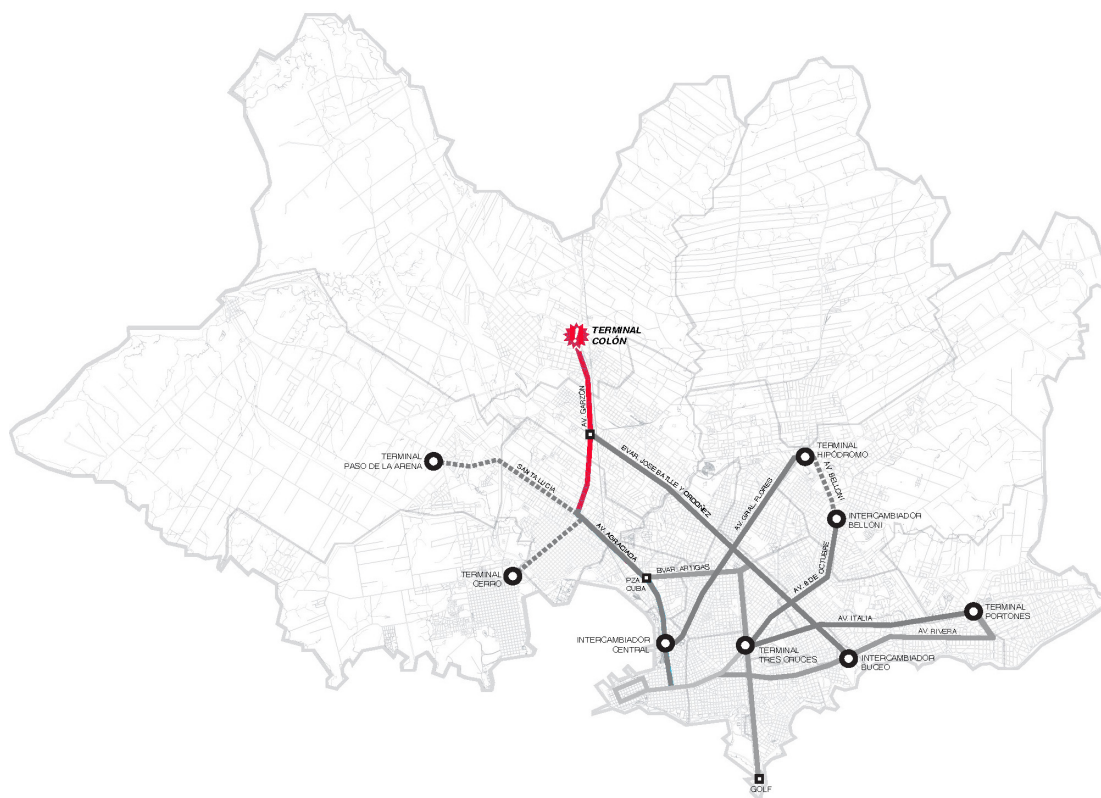 TERMINAL
COLÓN
AV. GARZÓN
TERMINAL
PASO DE LA ARENA
SANTA LUCIA
BVAR. JOSE BATLLE Y ORDOÑEZ
TERMINAL
HIPÓDROMO
AV. BELLONI
AV. GRAL FLORES
INTERCAMBIADOR
BELLONI
AV. AGRACIADA
TERMINAL
CERRO
PZA
CUBA
BVAR. ARTIGAS
AV. 8 DE OCTUBRE
TERMINAL
PORTONES
AV. ITALIA
AV. RIVERA
INTERCAMBIADOR
CENTRAL
TERMINAL
TRES CRUCES
INTERCAMBIADOR
BUCEO
GOLF